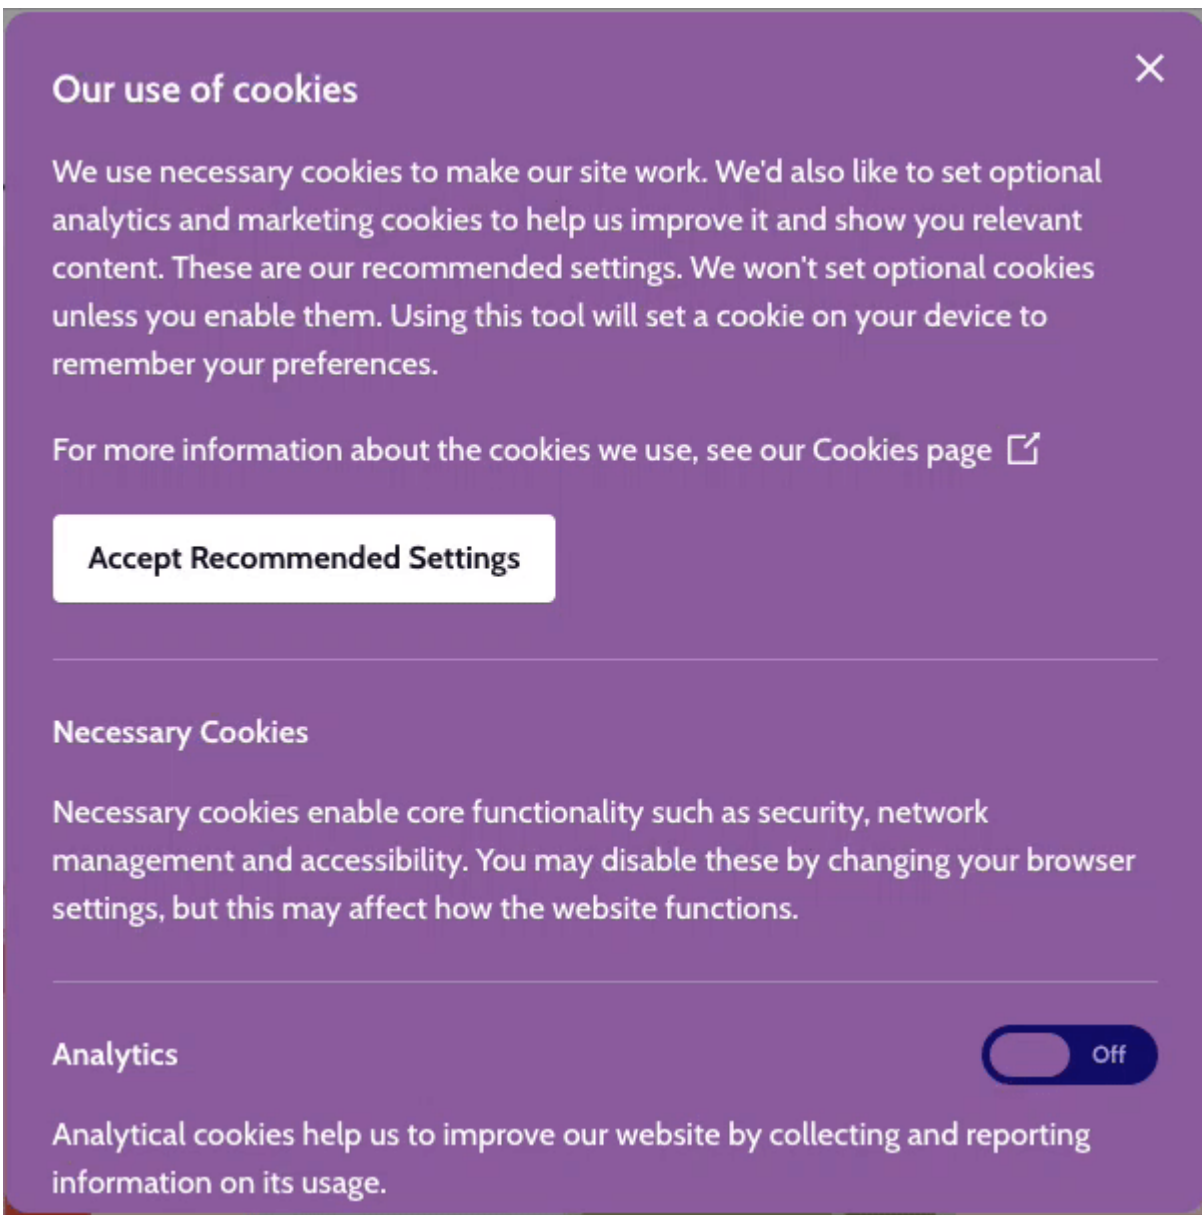 Our use of cookies
We use necessary cookies to make our site work. We'd also like to set optional
analytics and marketing cookies to help us improve it and show you relevant
content. These are our recommended settings. We won't set optional cookies
unless you enable them. Using this tool will set a cookie on your device to
remember your preferences.
For more information about the cookies we use, see our Cookies page
Accept Recommended Settings
Necessary Cookies
Necessary cookies enable core functionality such as security, network
management and accessibility. You may disable these by changing your browser
settings, but this may affect how the website functions.
Analytics
Off
Analytical cookies help us to improve our website by collecting and reporting
information on its usage.